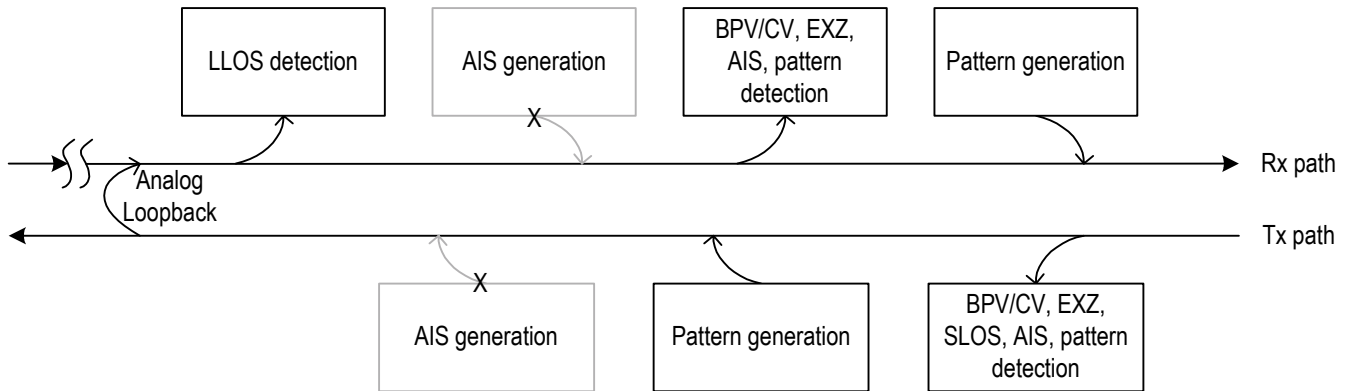 LLOS detection
AIS generation
BPV/CV, EXZ,
AIS, pattern
detection
Pattern generation
X
Rx path
Analog
Loopback
Tx path
X
AIS generation
Pattern generation
BPV/CV, EXZ,
SLOS, AIS, pattern
detection